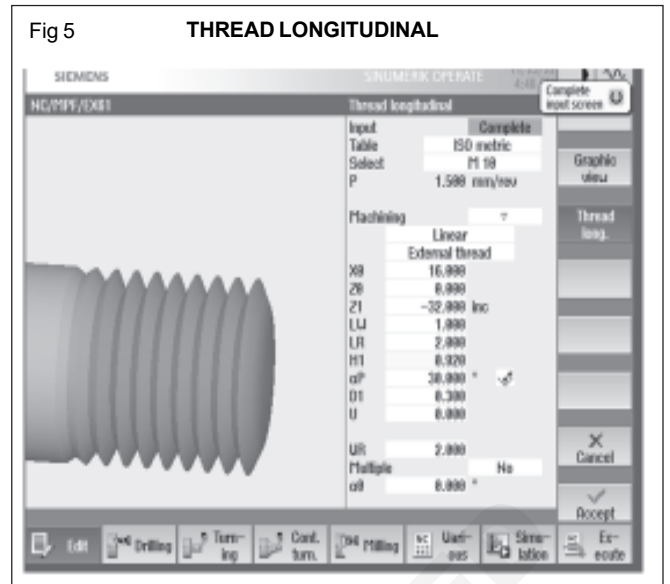 Fig 5 THREAD LONGITUDINAL
SIEMENS SINUMERIK OPERATE
Complete
input screen
NC/MPF/EX61 Thread longitudinal
Input Complete
Table ISO metric
Select M 10
P 1.500 mm/rev
Graphic
view
Machining
Linear
External thread
Thread
long.
X0 16.000
Z0 0.000
Z1 -32.000 inc
LW 1.000
LR 2.000
H1 0.920
αP 30.000 °
D1 0.300
U 0.000
VR 2.000
Multiple No
α0 0.000 °
Cancel
Accept
Edit Drilling Turn-
ing Cont.
turn. Milling Vari-
ous Simu-
lation Ex-
ecute